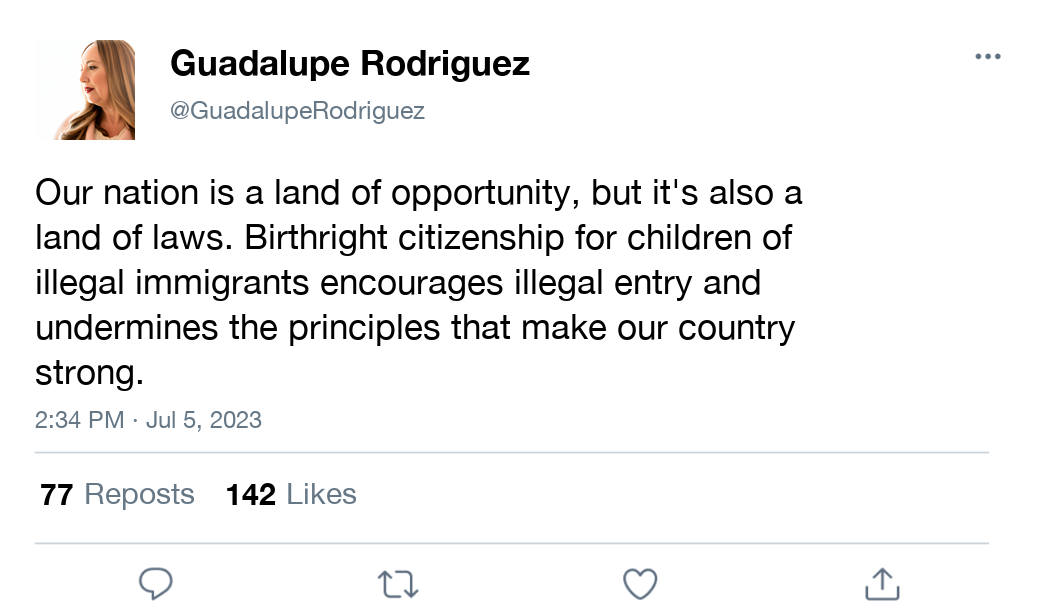 Guadalupe Rodriguez
@GuadalupeRodriguez
Our nation is a land of opportunity, but it's also a
land of laws. Birthright citizenship for children of
illegal immigrants encourages illegal entry and
undermines the principles that make our country
strong.
2:34 PM · Jul 5, 2023
77 Reposts 142 Likes